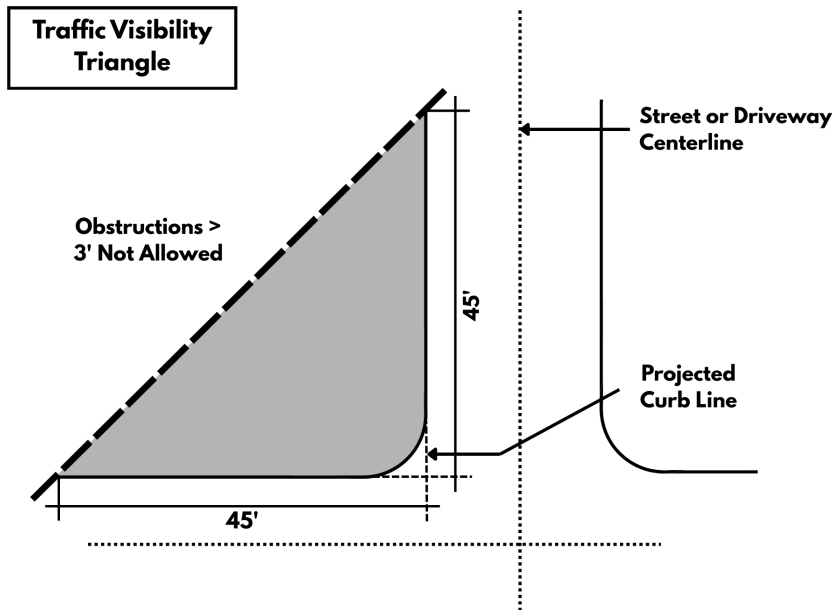 Traffic Visibility
Triangle
Street or Driveway
Centerline
Obstructions >
3' Not Allowed
45'
Projected
Curb Line
45'